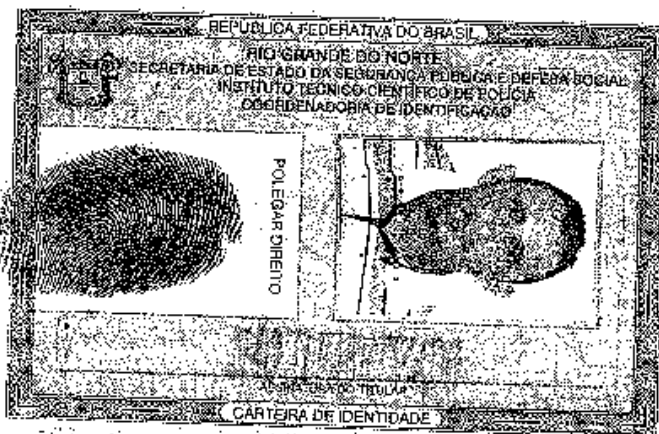 REPÚBLICA FEDERATIVA DO BRASIL
RIO GRANDE DO NORTE
SECRETARIA DE ESTADO DA SEGURANÇA PÚBLICA E DEFESA SOCIAL
INSTITUTO TÉCNICO-CIENTÍFICO DE POLÍCIA
COORDENADORIA DE IDENTIFICAÇÃO
POLEGAR DIREITO
ASSINATURA DO TITULAR
CARTEIRA DE IDENTIDADE